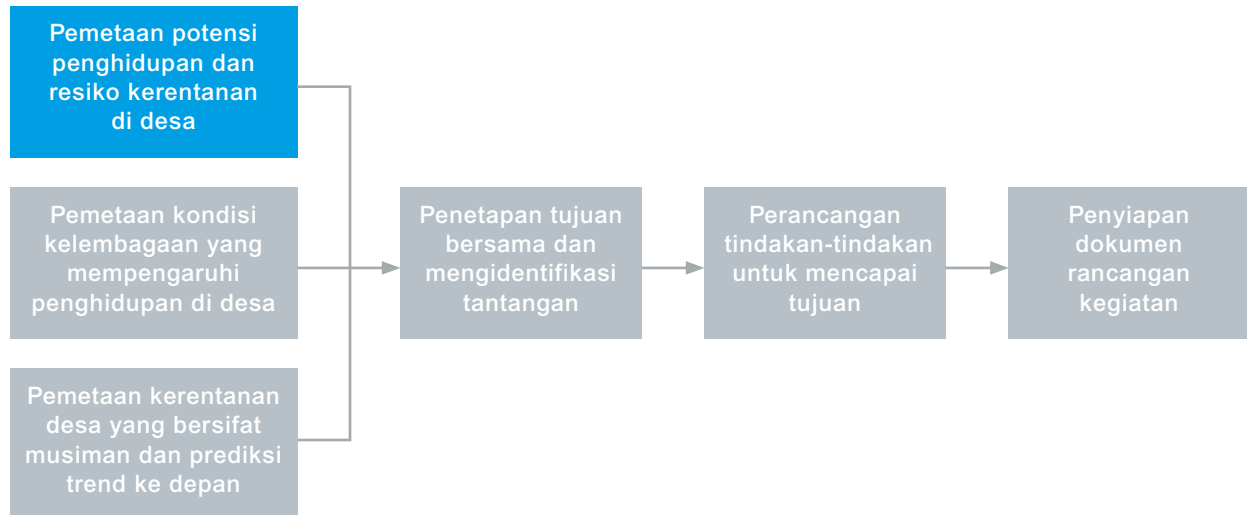 Pemetaan potensi
penghidupan dan
resiko kerentanan
di desa
Pemetaan kondisi
kelembagaan yang
mempengaruhi
penghidupan di desa
Pemetaan kerentanan
desa yang bersifat
musiman dan prediksi
trend ke depan
Penetapan tujuan
bersama dan
mengidentifikasi
tantangan
Perancangan
tindakan-tindakan
untuk mencapai
tujuan
Penyiapan
dokumen
rancangan
kegiatan